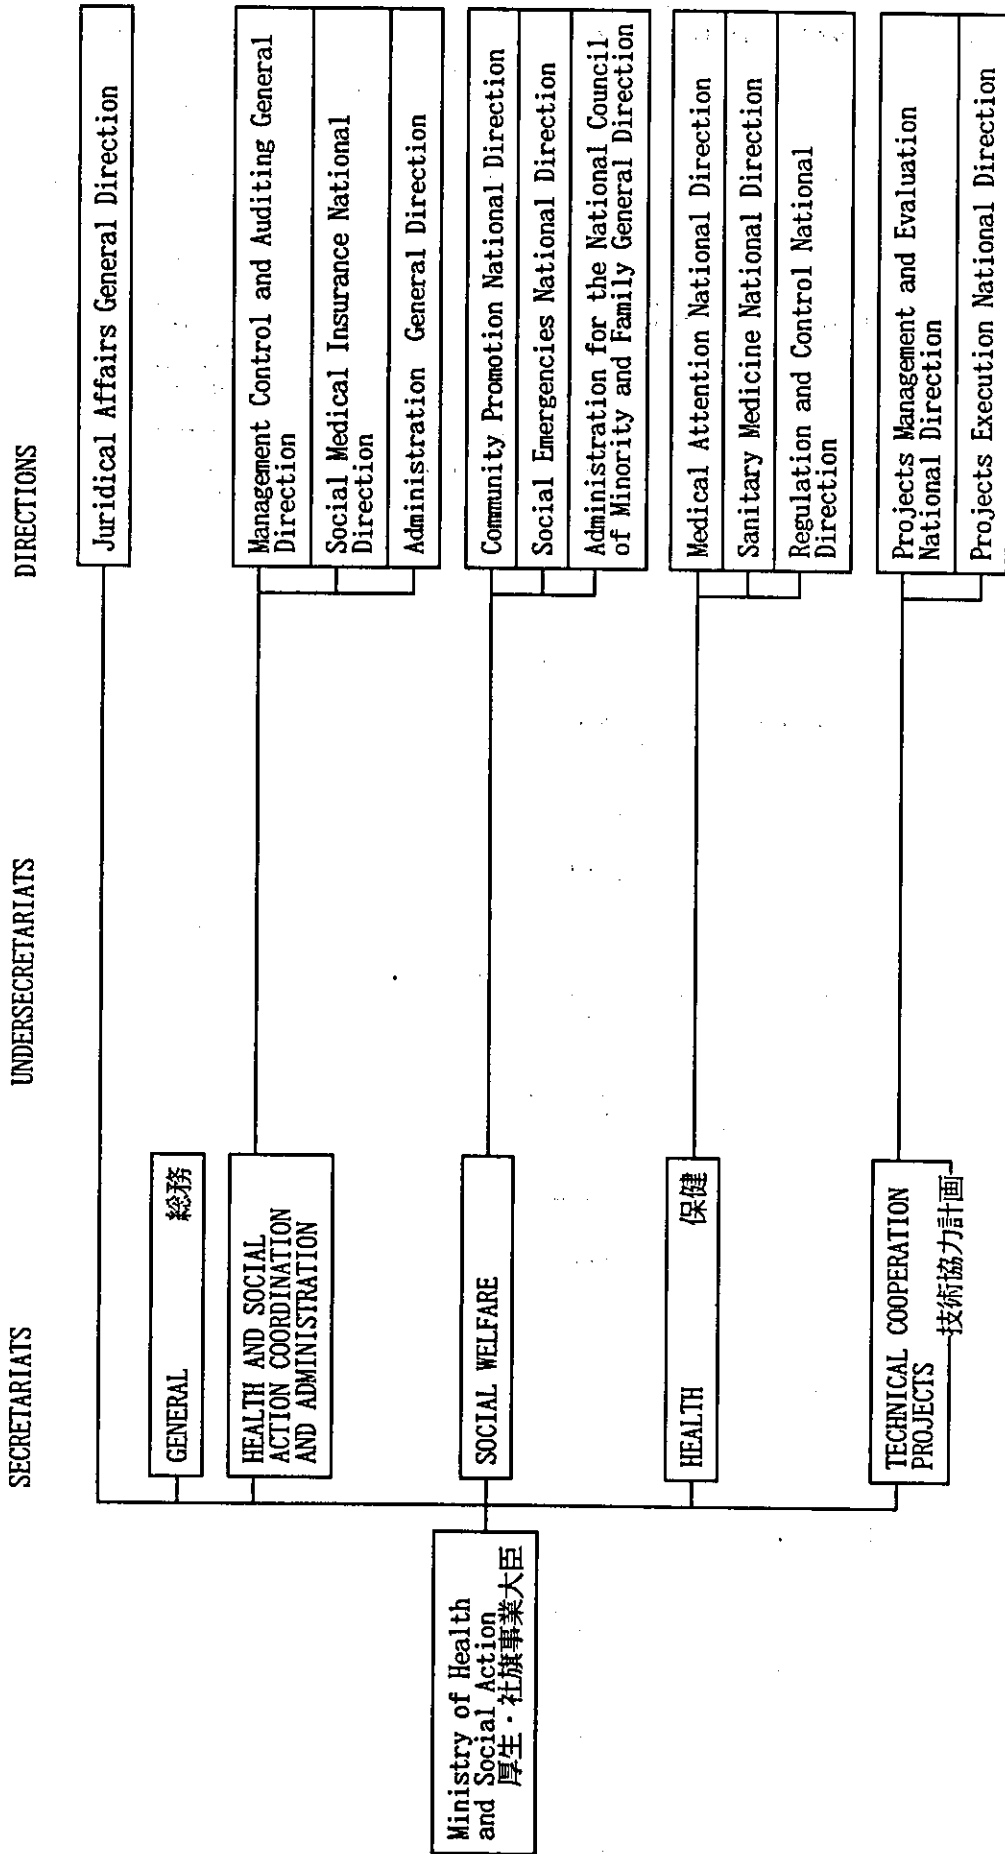 SECRETARIATS
UNDERSECRETARIATS
DIRECTIONS
Ministry of Health
and Social Action
厚生・社旗事業大臣
GENERAL 総務
HEALTH AND SOCIAL
ACTION COORDINATION
AND ADMINISTRATION
SOCIAL WELFARE
HEALTH 保健
TECHNICAL COOPERATION
PROJECTS
技術協力計画
Juridical Affairs General Direction
Management Control and Auditing General
Direction
Social Medical Insurance National
Direction
Administration General Direction
Community Promotion National Direction
Social Emergencies National Direction
Administration for the National Council
of Minority and Family General Direction
Medical Attention National Direction
Sanitary Medicine National Direction
Regulation and Control National
Direction
Projects Management and Evaluation
National Direction
Projects Execution National Direction